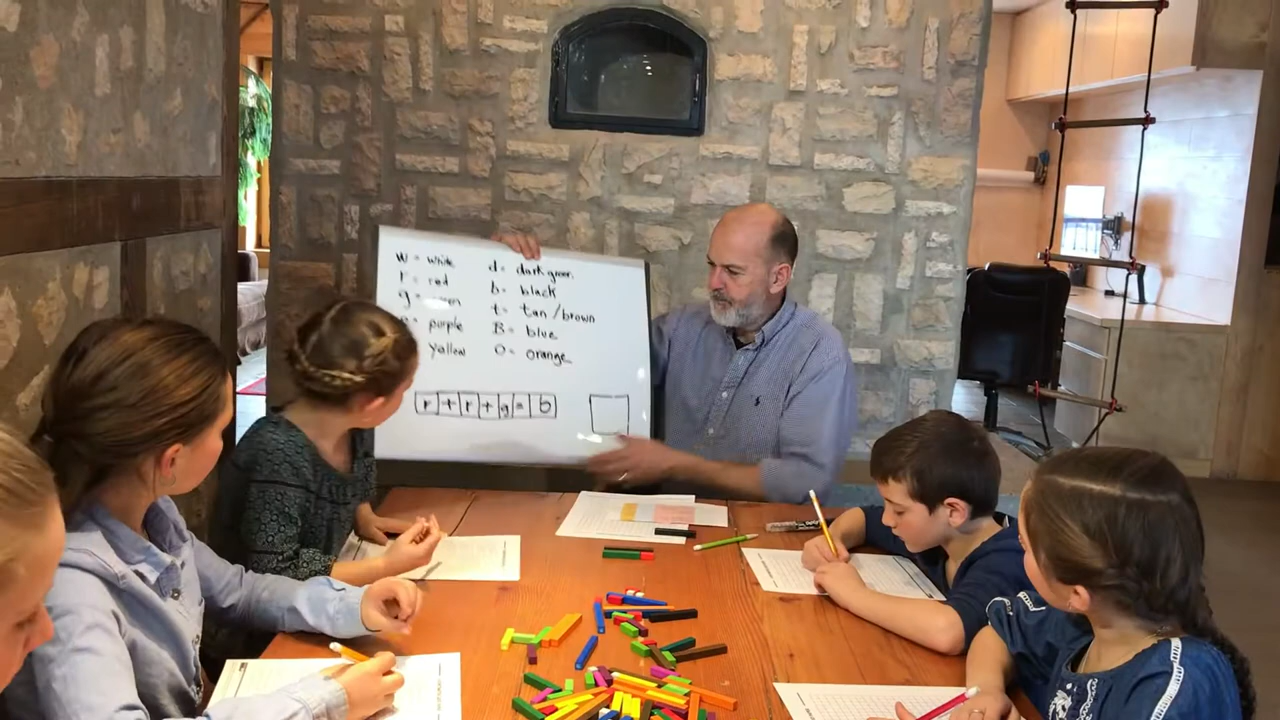 w = white
r = red
g =
= purple
yellow
d = dark green
b = black
t = tan / brown
B = blue
O = orange
r + r + g = b